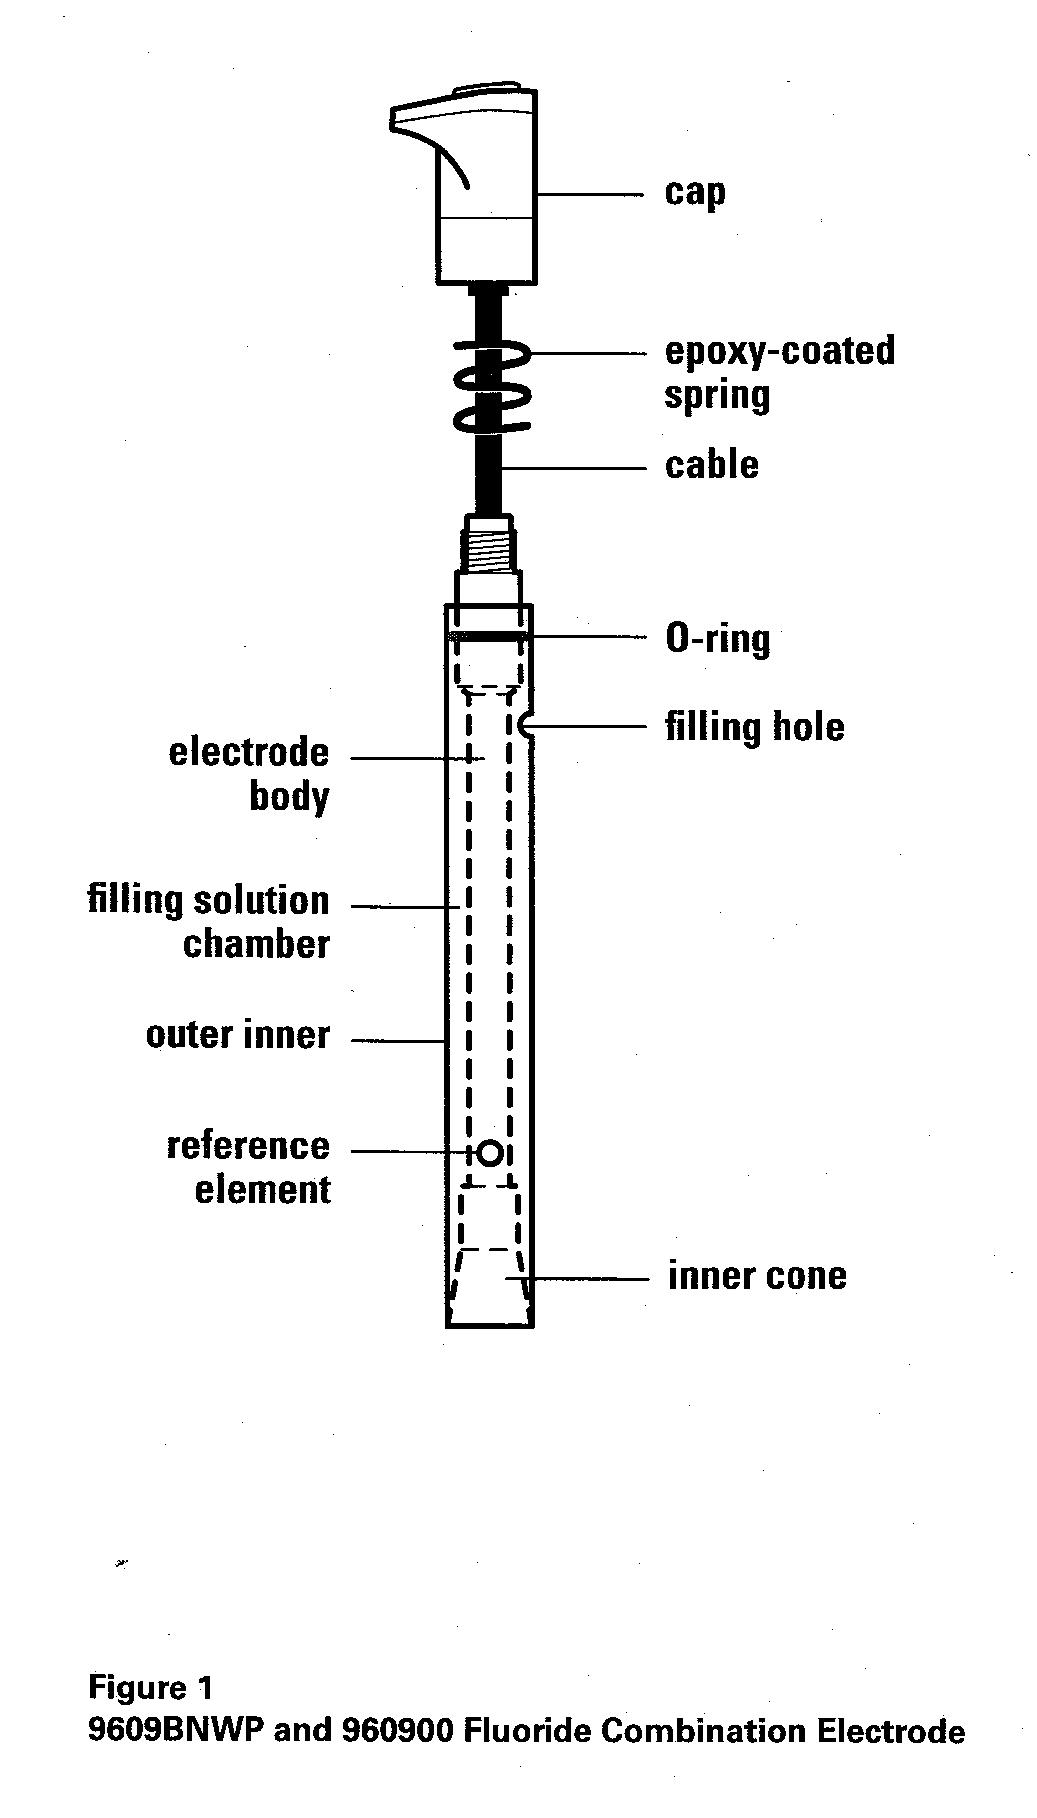 cap
epoxy-coated
spring
cable
O-ring
filling hole
electrode
body
filling solution
chamber
outer inner
reference
element
inner cone
Figure 1
9609BNWP and 960900 Fluoride Combination Electrode